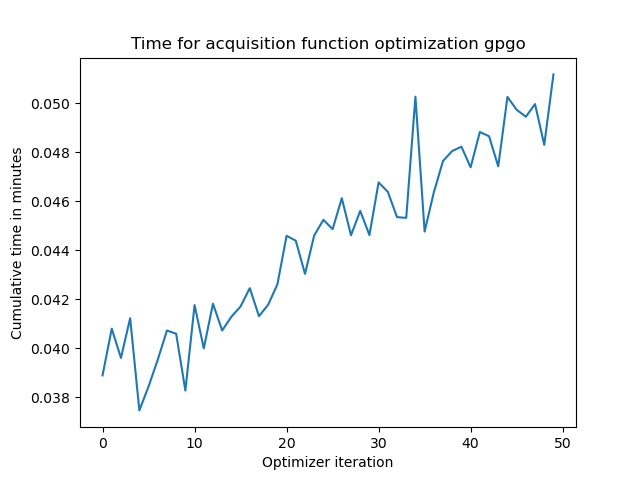 Time for acquisition function optimization gpgo
Cumulative time in minutes
0.050
0.048
0.046
0.044
0.042
0.040
0.038
0 10 20 30 40 50
Optimizer iteration